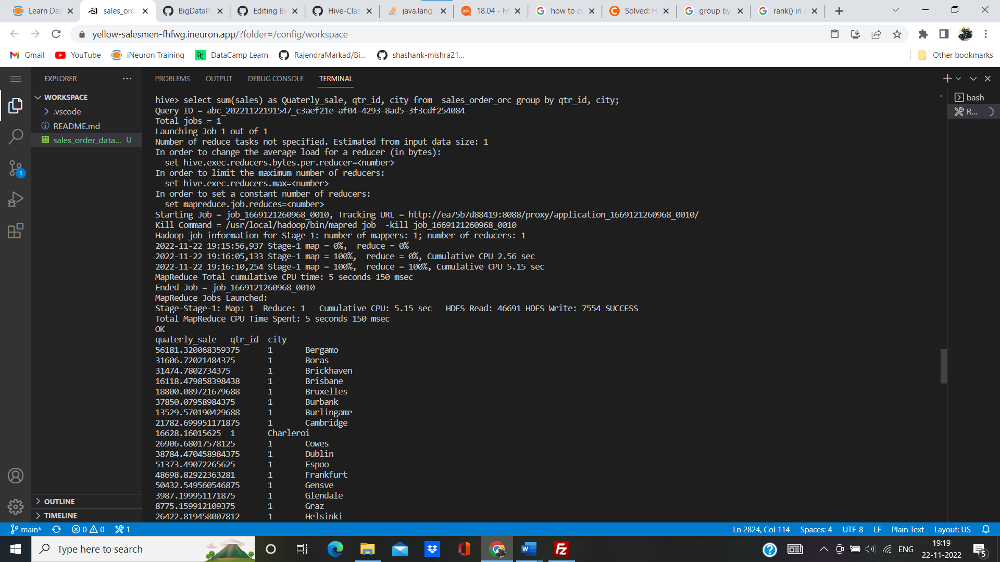 Learn Das
sales_orde
BigDataPr
Editing Bi
Hive-Clas
java.lang.
18.04 - FA
how to co
Solved: H
group by
rank() in s
yellow-salesmen-fhfwg.ineuron.app/?folder=/config/workspace
Gmail
YouTube
iNeuron Training
DataCamp Learn
RajendraMarkad/Bi...
shashank-mishra21...
Other bookmarks
EXPLORER
PROBLEMS
OUTPUT
DEBUG CONSOLE
TERMINAL
WORKSPACE
.vscode
README.md
sales_order_data... U
1
bash
R...
hive> select sum(sales) as Quaterly_sale, qtr_id, city from  sales_order_orc group by qtr_id, city;
Query ID = abc_20221122191547_c3aef21e-af04-4293-8ad5-3f3cdf254084
Total jobs = 1
Launching Job 1 out of 1
Number of reduce tasks not specified. Estimated from input data size: 1
In order to change the average load for a reducer (in bytes):
  set hive.exec.reducers.bytes.per.reducer=<number>
In order to limit the maximum number of reducers:
  set hive.exec.reducers.max=<number>
In order to set a constant number of reducers:
  set mapreduce.job.reduces=<number>
Starting Job = job_1669121260968_0010, Tracking URL = http://ea75b7d88419:8088/proxy/application_1669121260968_0010/
Kill Command = /usr/local/hadoop/bin/mapred job  -kill job_1669121260968_0010
Hadoop job information for Stage-1: number of mappers: 1; number of reducers: 1
2022-11-22 19:15:56,937 Stage-1 map = 0%,  reduce = 0%
2022-11-22 19:16:05,133 Stage-1 map = 100%,  reduce = 0%, Cumulative CPU 2.56 sec
2022-11-22 19:16:10,254 Stage-1 map = 100%,  reduce = 100%, Cumulative CPU 5.15 sec
MapReduce Total cumulative CPU time: 5 seconds 150 msec
Ended Job = job_1669121260968_0010
MapReduce Jobs Launched:
Stage-Stage-1: Map: 1  Reduce: 1   Cumulative CPU: 5.15 sec   HDFS Read: 46691 HDFS Write: 7554 SUCCESS
Total MapReduce CPU Time Spent: 5 seconds 150 msec
OK
quaterly_sale   qtr_id  city
56181.320068359375      1       Bergamo
31606.72021484375       1       Boras
31474.7802734375        1       Brickhaven
16118.479858398438      1       Brisbane
18800.089721679688      1       Bruxelles
37850.07958984375       1       Burbank
13529.570190429688      1       Burlingame
21782.699951171875      1       Cambridge
16628.16015625  1       Charleroi
26906.68017578125       1       Cowes
38784.470458984375      1       Dublin
51373.49072265625       1       Espoo
48698.82922363281       1       Frankfurt
50432.549560546875      1       Gensve
3987.199951171875       1       Glendale
8775.159912109375       1       Graz
26422.819458007812      1       Helsinki
OUTLINE
TIMELINE
main*
0
0
1
Ln 2824, Col 114
Spaces: 4
UTF-8
LF
Plain Text
Layout: US
Type here to search
ENG
19:19
22-11-2022
5